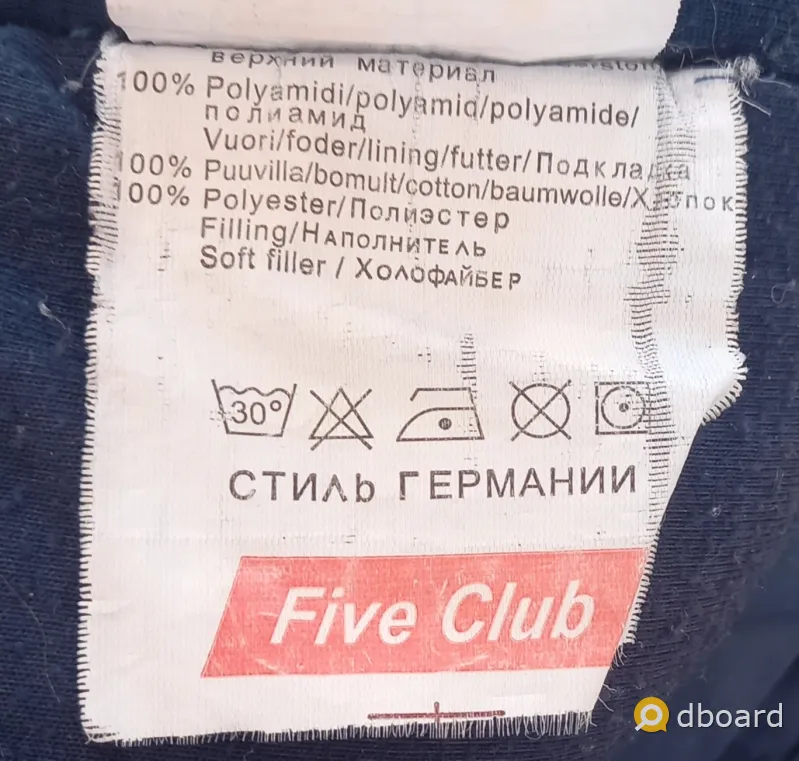 верхний материал
100% Polyamidi/polyamid/polyamide/
полиамид
Vuori/foder/lining/futter/Подкладка
100% Puuvilla/bomult/cotton/baumwolle/Хлопок
100% Polyester/Полиэстер
Filling/Наполнитель
Soft filler / Холофайбер
30°
СТИЛЬ ГЕРМАНИИ
Five Club
dboard